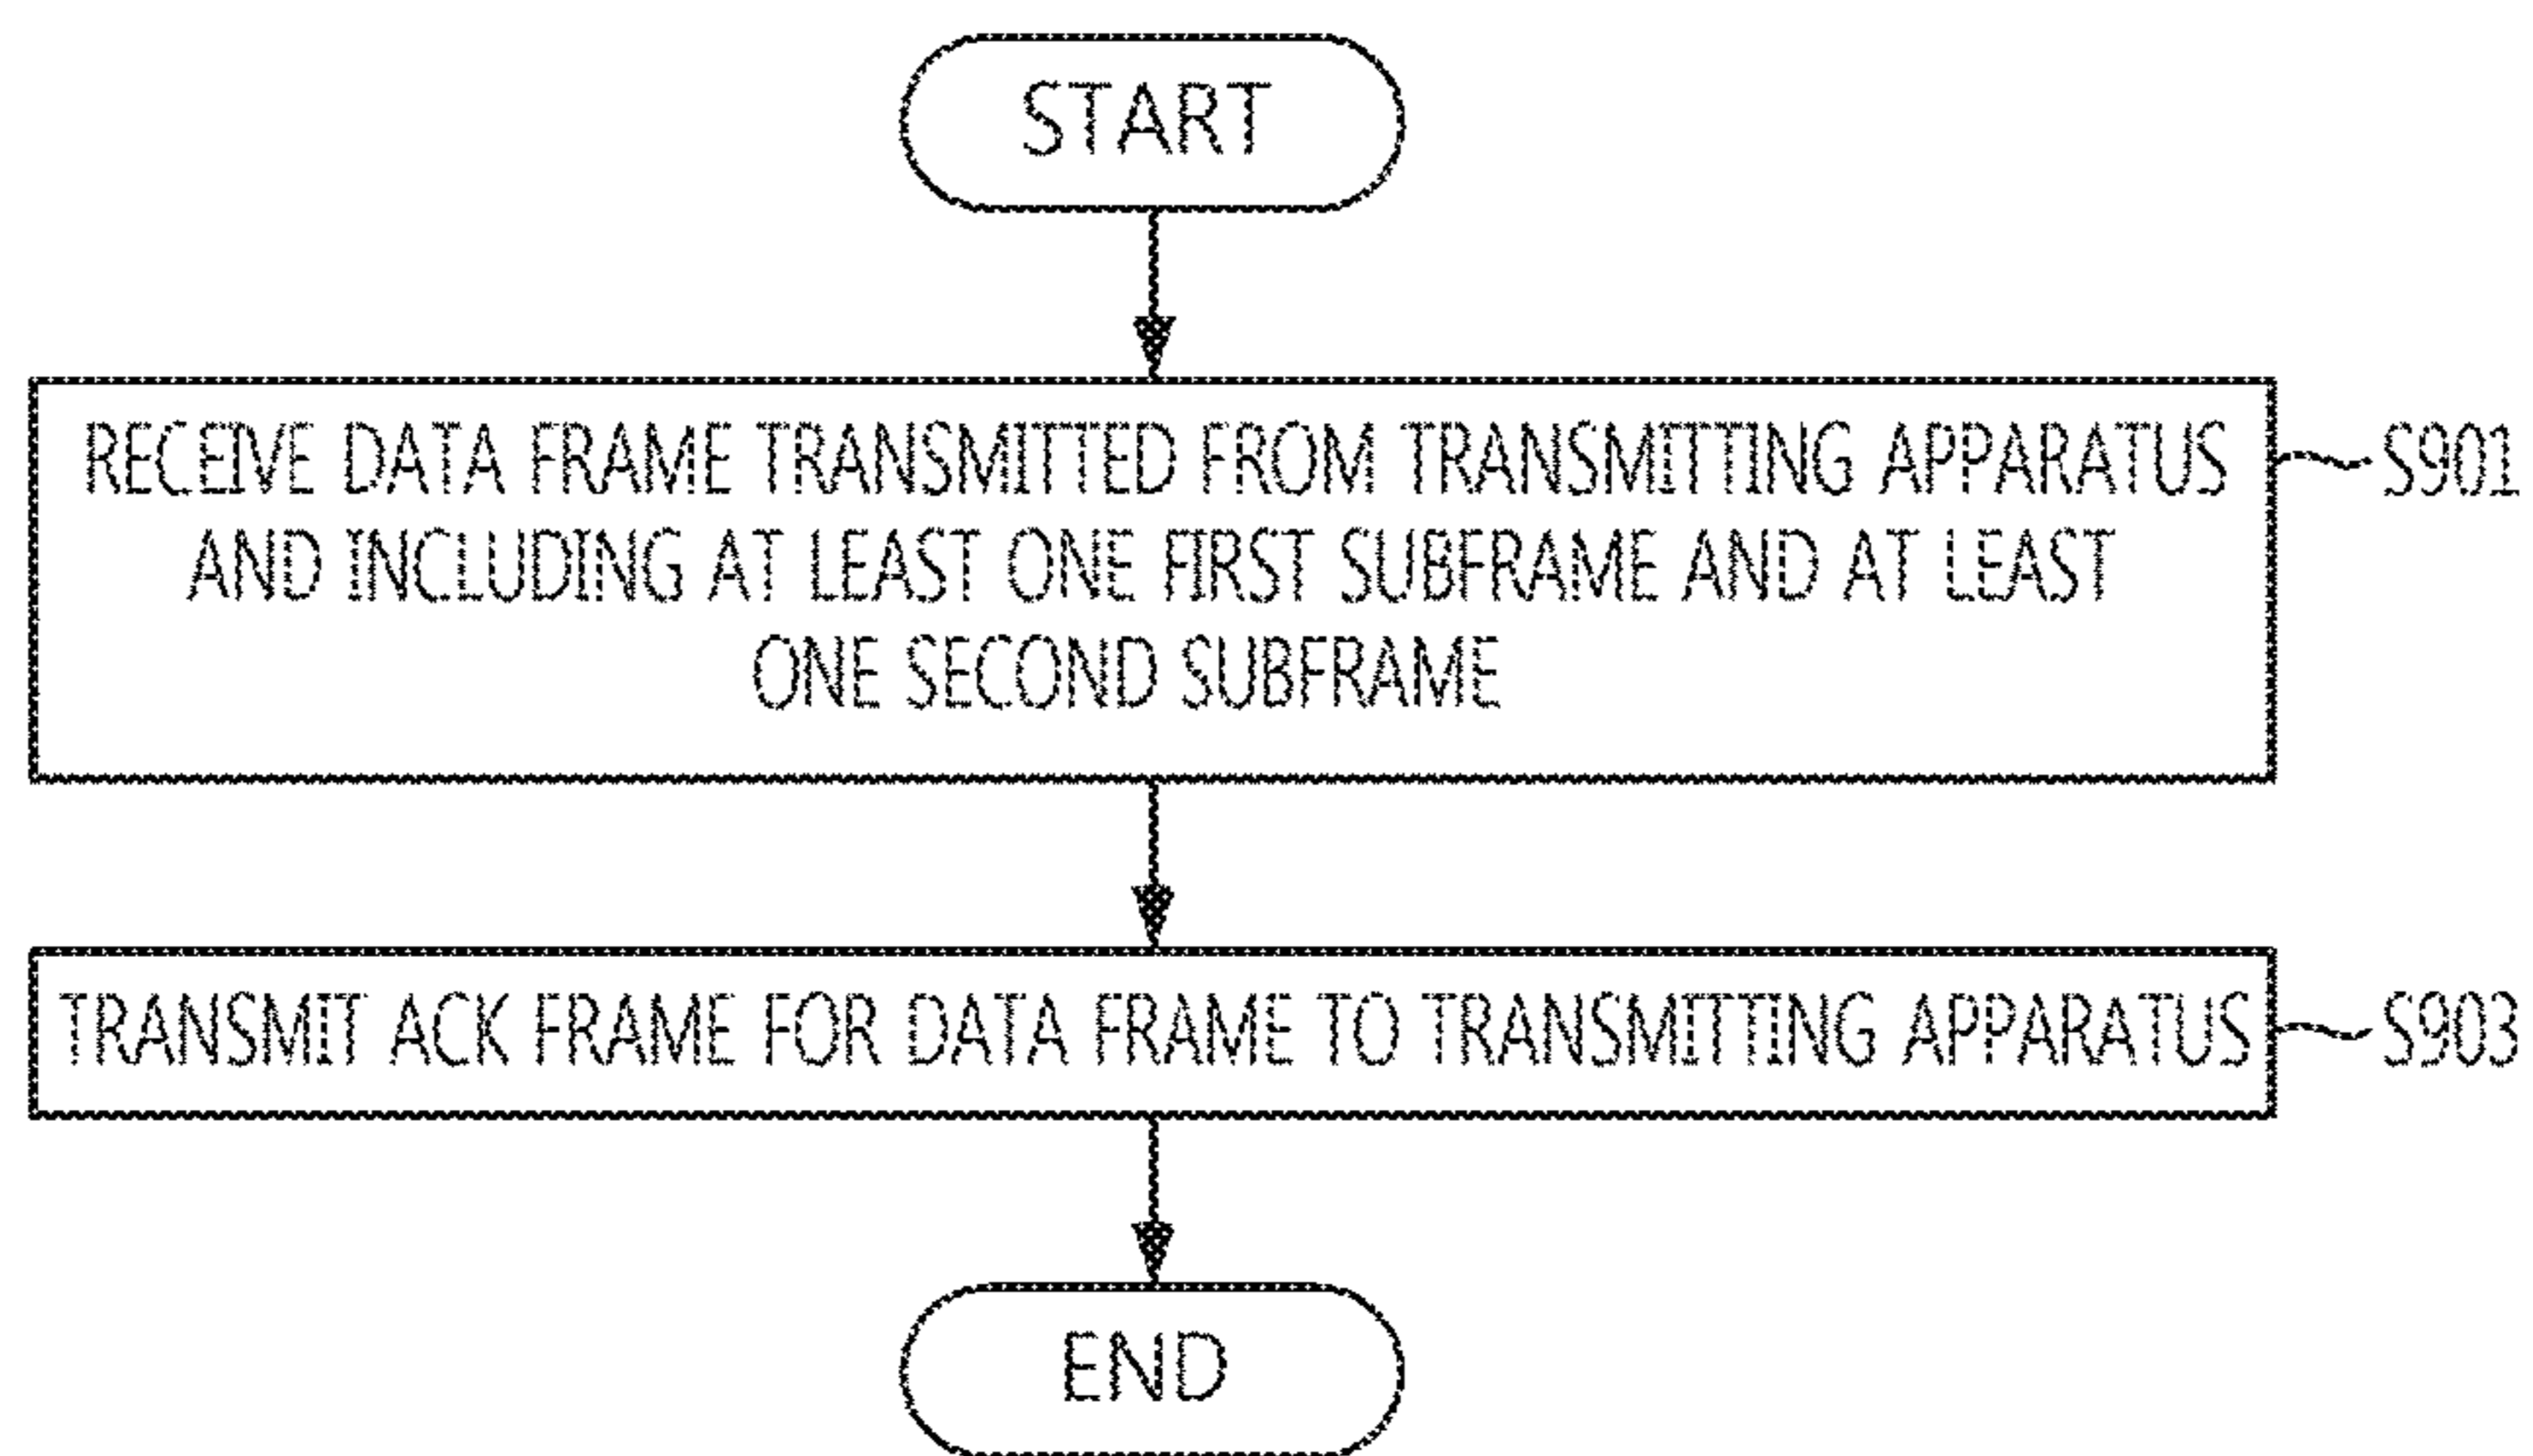 START
RECEIVE DATA FRAME TRANSMITTED FROM TRANSMITTING APPARATUS
AND INCLUDING AT LEAST ONE FIRST SUBFRAME AND AT LEAST
ONE SECOND SUBFRAME
S901
TRANSMIT ACK FRAME FOR DATA FRAME TO TRANSMITTING APPARATUS
S903
END